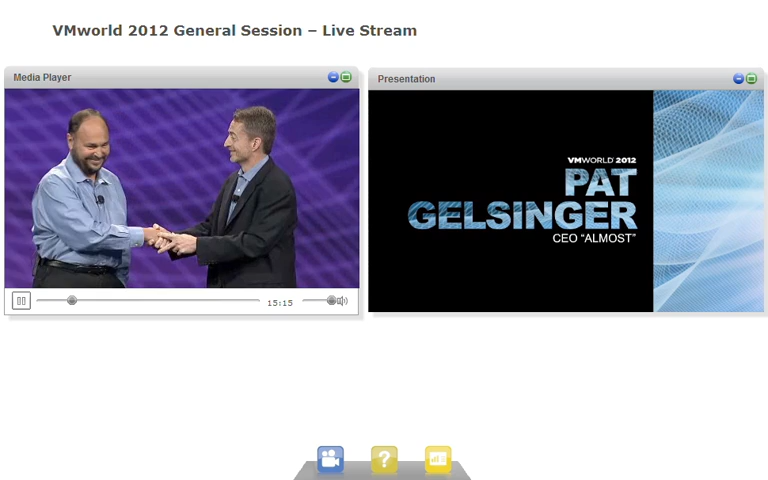 VMworld 2012 General Session – Live Stream
Media Player
Presentation
VMWORLD 2012
PAT
GELSINGER
CEO “ALMOST”
15:15
?